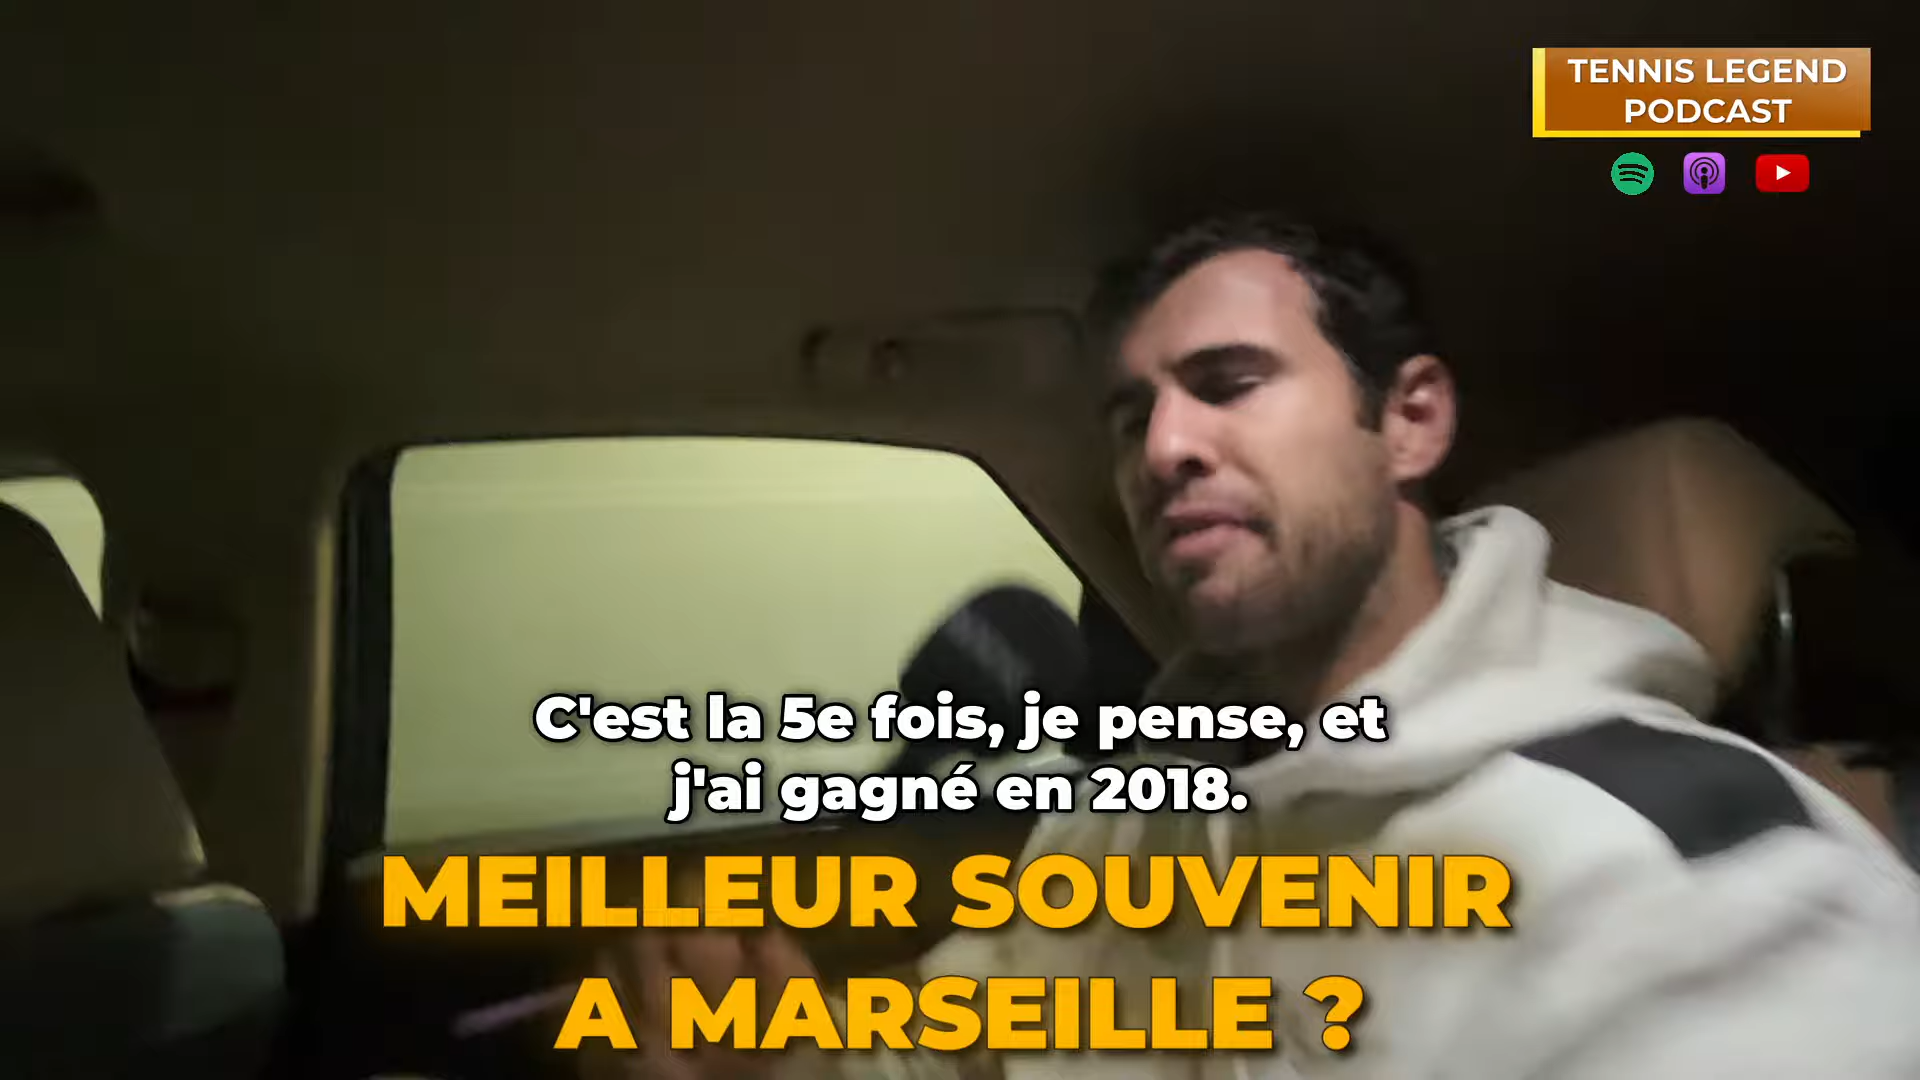 TENNIS LEGEND
PODCAST
C'est la 5e fois, je pense, et
j'ai gagné en 2018.
MEILLEUR SOUVENIR
A MARSEILLE ?